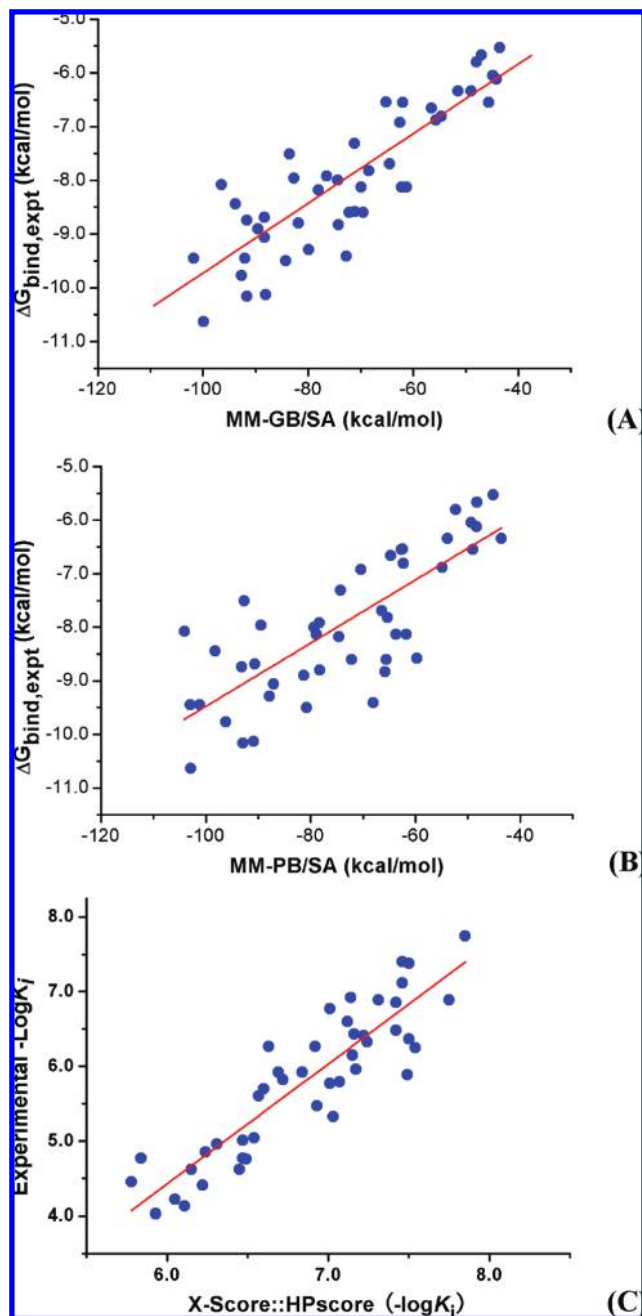 -5.0
-6.0
-7.0
-8.0
-9.0
-10.0
-11.0
ΔGbind,expt (kcal/mol)
-120 -100 -80 -60 -40
MM-GB/SA (kcal/mol)
(A)
-5.0
-6.0
-7.0
-8.0
-9.0
-10.0
-11.0
ΔGbind,expt (kcal/mol)
-120 -100 -80 -60 -40
MM-PB/SA (kcal/mol)
(B)
8.0
7.0
6.0
5.0
4.0
Experimental -LogKi
6.0 7.0 8.0
X-Score::HPscore (-logKi)
(C)